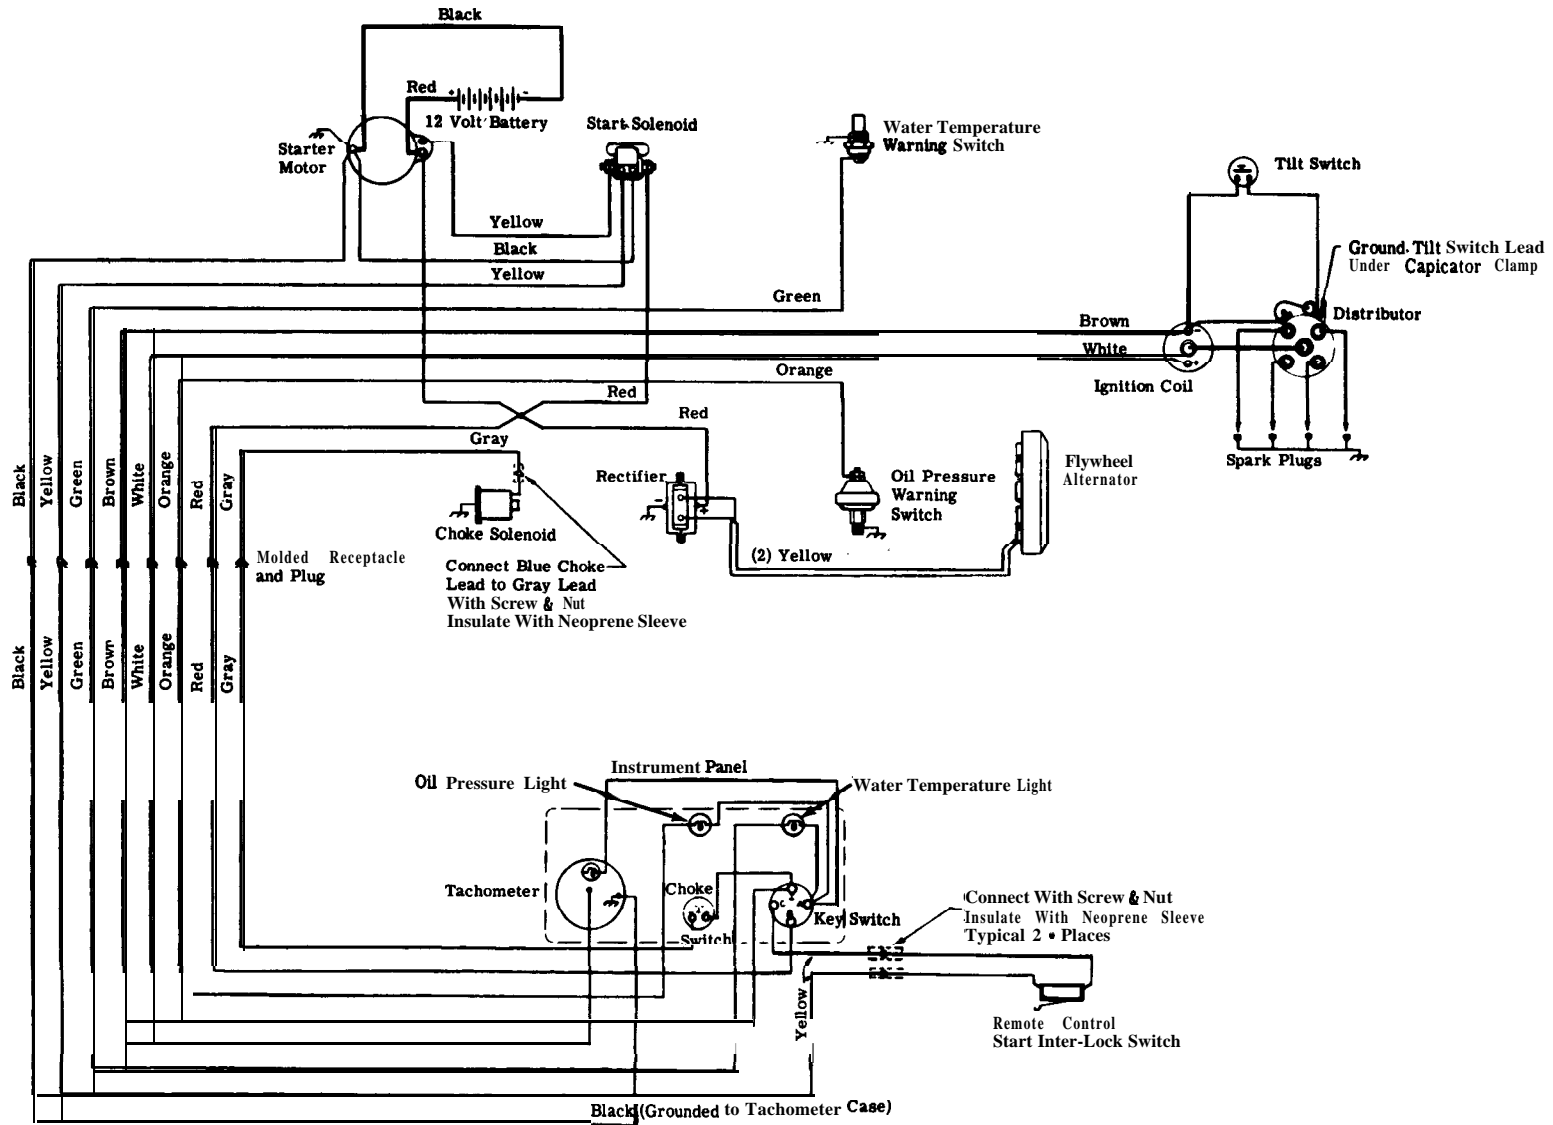 Black
Red
12 Volt Battery
Start Solenoid
Starter
Motor
Water Temperature
Warning Switch
Tilt Switch
Yellow
Black
Yellow
Ground Tilt Switch Lead
Under Capicator Clamp
Green
Distributor
Brown
White
Orange
Ignition Coil
Red
Red
Gray
Spark Plugs
Flywheel
Alternator
Rectifier
- +
Oil Pressure
Warning
Switch
Choke Solenoid
(2) Yellow
Black
Yellow
Green
Brown
White
Orange
Red
Gray
Molded Receptacle
and Plug
Connect Blue Choke
Lead to Gray Lead
With Screw & Nut
Insulate With Neoprene Sleeve
Black
Yellow
Green
Brown
White
Orange
Red
Gray
Instrument Panel
Oil Pressure Light
Water Temperature Light
Tachometer
Choke
Switch
Key Switch
Connect With Screw & Nut
Insulate With Neoprene Sleeve
Typical 2 • Places
Yellow
Remote Control
Start Inter-Lock Switch
Black (Grounded to Tachometer Case)